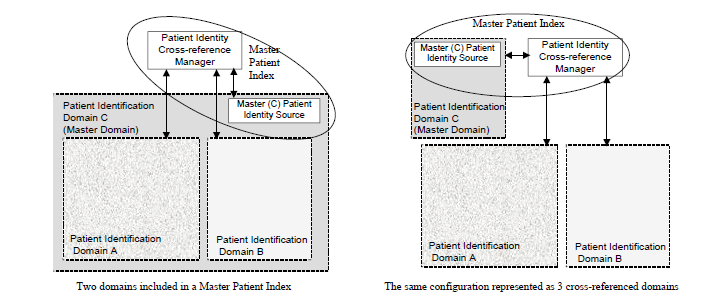 Patient Identity
Cross-reference
Manager
Master
Patient
Index
Patient Identification
Domain C
(Master Domain)
Master (C) Patient
Identity Source
Patient Identification
Domain A
Patient Identification
Domain B
Two domains included in a Master Patient Index
Master Patient Index
Master (C) Patient
Identity Source
Patient Identity
Cross-reference
Manager
Patient Identification
Domain C
(Master Domain)
Patient Identification
Domain A
Patient Identification
Domain B
The same configuration represented as 3 cross-referenced domains